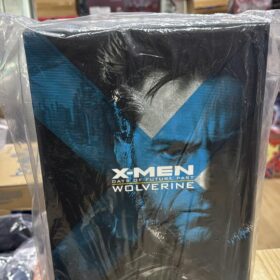 X-MEN
DAYS OF FUTURE PAST
WOLVERINE